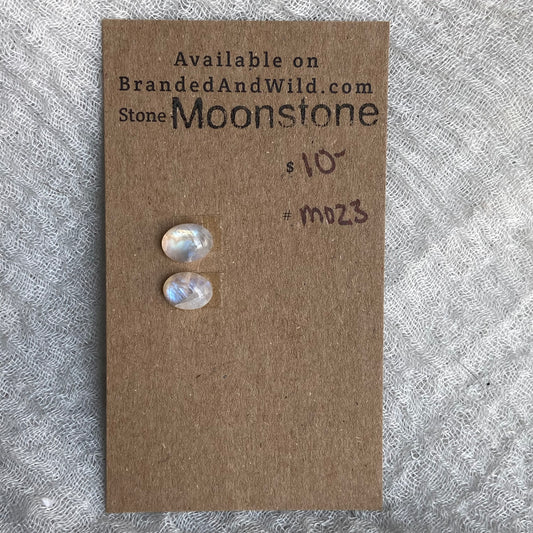 Available on
BrandedAndWild.com
Stone Moonstone
$ 10-
# M023